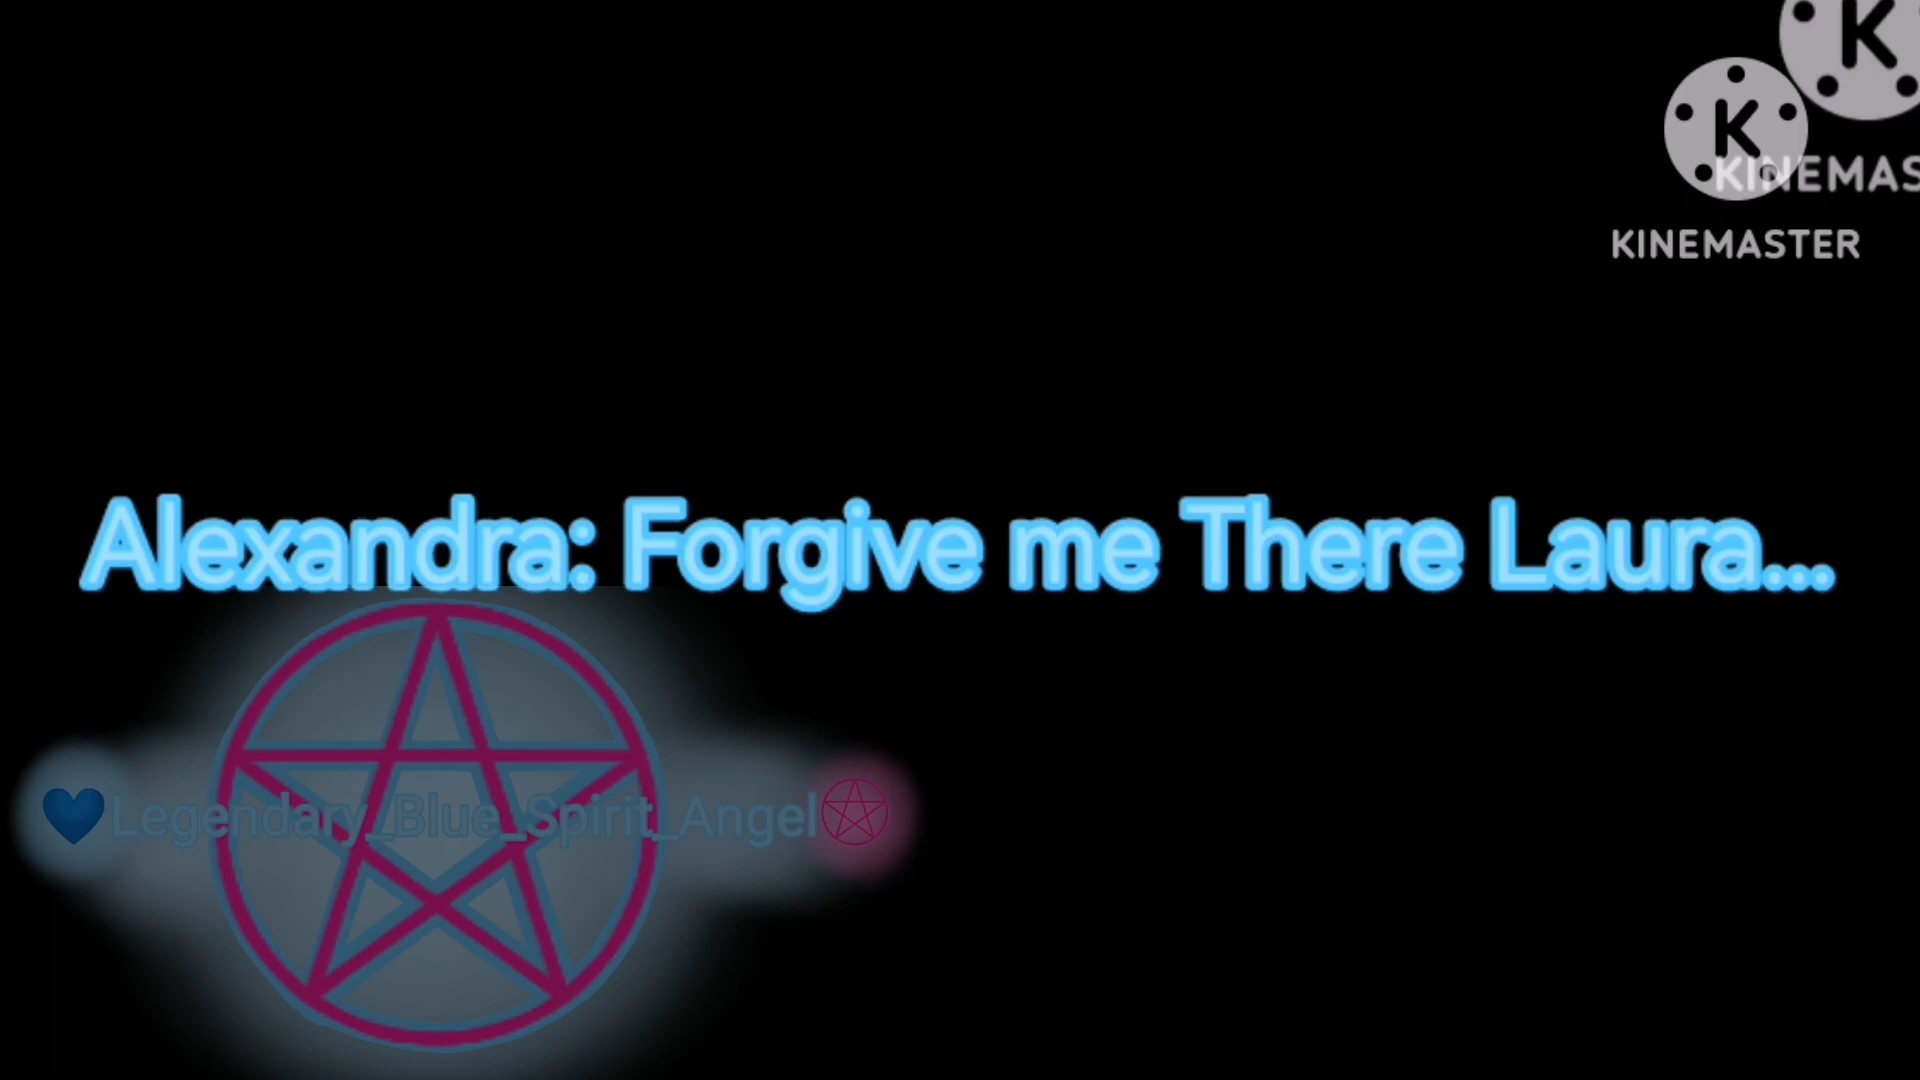 K
KINEMAS
K
KINEMASTER
Alexandra: Forgive me There Laura...
💙Legendary_Blue_Spirit_Angel